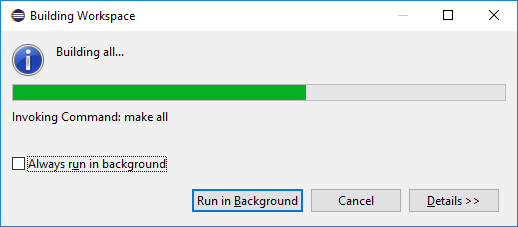 Building Workspace
Building all...
Invoking Command: make all
Always run in background
Run in Background Cancel Details >>